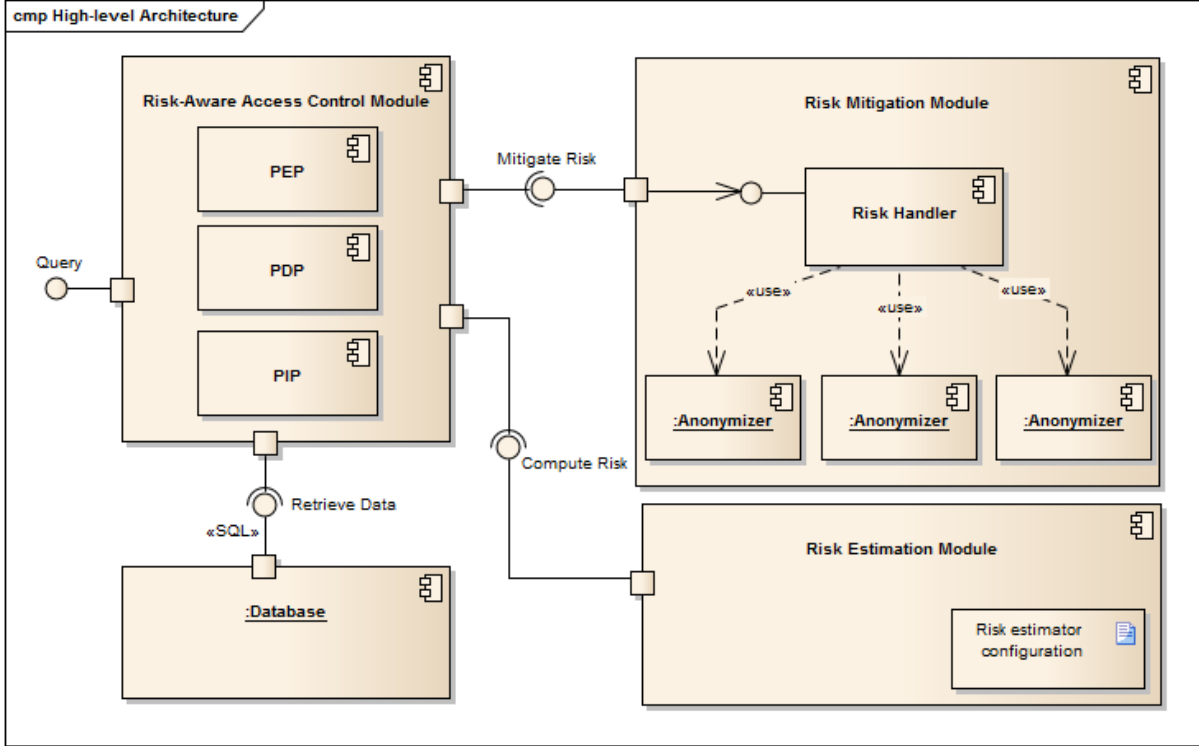 cmp High-level Architecture
Risk-Aware Access Control Module
PEP
PDP
PIP
Query
Mitigate Risk
Risk Mitigation Module
Risk Handler
«use»
«use»
«use»
:Anonymizer
:Anonymizer
:Anonymizer
Compute Risk
Retrieve Data
«SQL»
:Database
Risk Estimation Module
Risk estimator
configuration